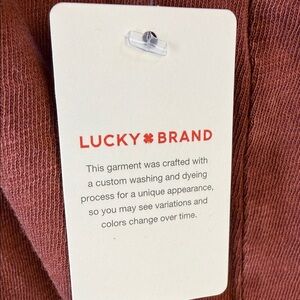 LUCKY BRAND
This garment was crafted with
a custom washing and dyeing
process for a unique appearance,
so you may see variations and
colors change over time.